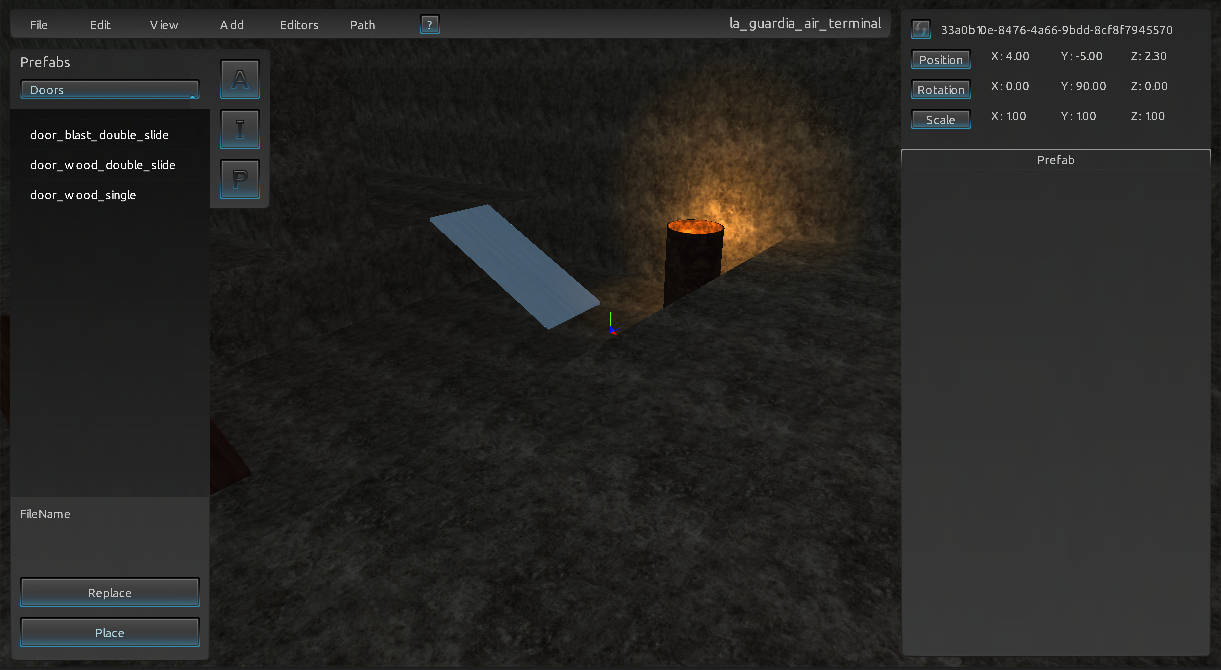 File Edit View Add Editors Path ? la_guardia_air_terminal
Prefabs
Doors
door_blast_double_slide
door_wood_double_slide
door_wood_single
A
I
P
FileName
Replace
Place
33a0b10e-8476-4a66-9bdd-8cf8f7945570
Position X: 4.00 Y: -5.00 Z: 2.30
Rotation X: 0.00 Y: 90.00 Z: 0.00
Scale X: 1.00 Y: 1.00 Z: 1.00
Prefab